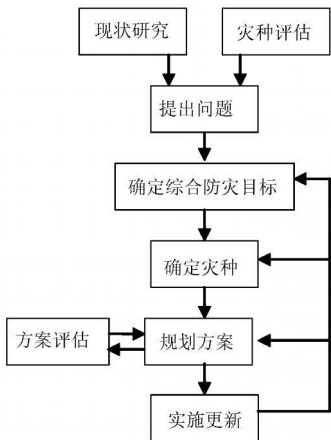 现状研究
灾种评估
提出问题
确定综合防灾目标
确定灾种
方案评估
规划方案
实施更新